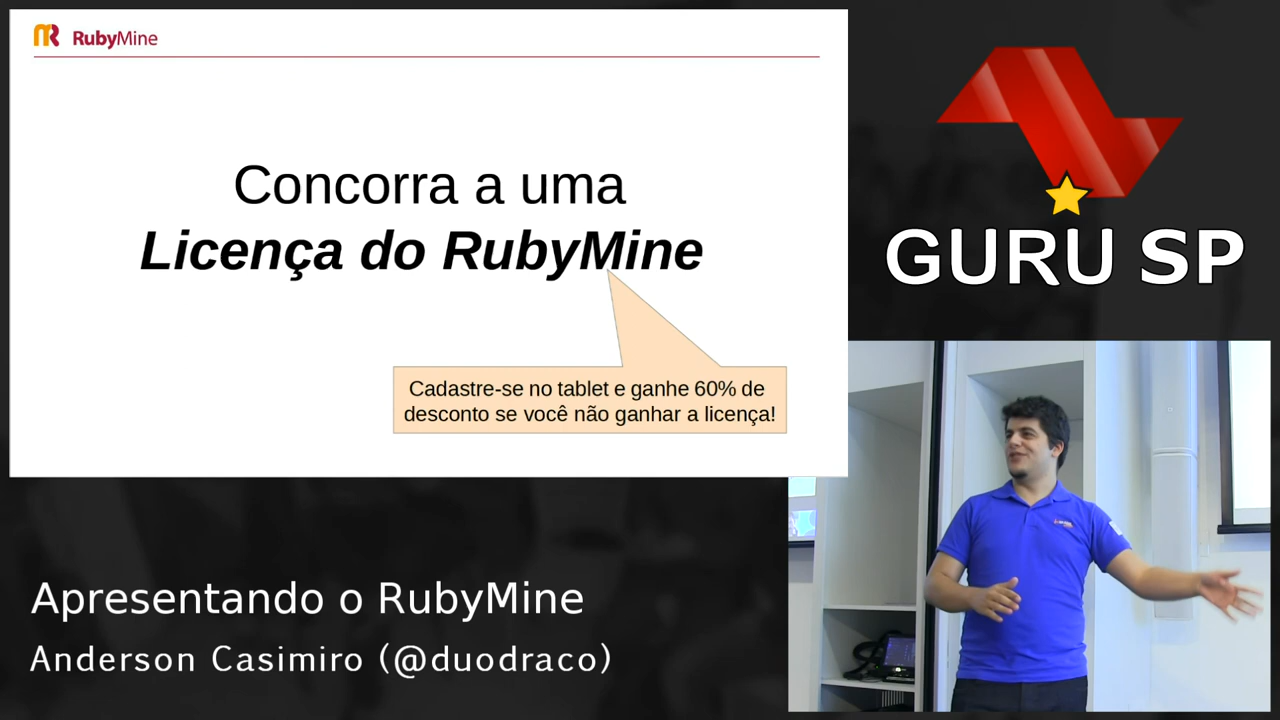 RubyMine
Concorra a uma
Licença do RubyMine
Cadastre-se no tablet e ganhe 60% de
desconto se você não ganhar a licença!
GURU SP
Apresentando o RubyMine
Anderson Casimiro (@duodraco)